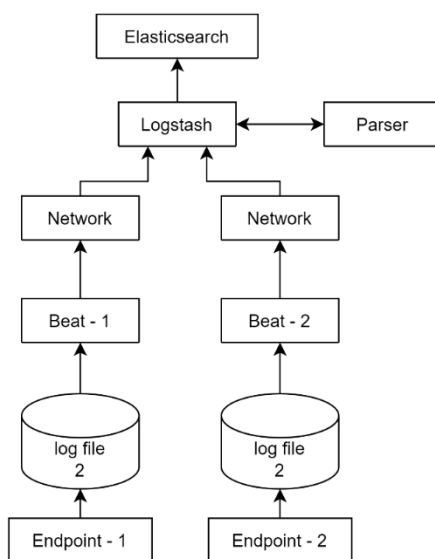 Elasticsearch
Logstash
Parser
Network
Network
Beat - 1
Beat - 2
log file
2
log file
2
Endpoint - 1
Endpoint - 2